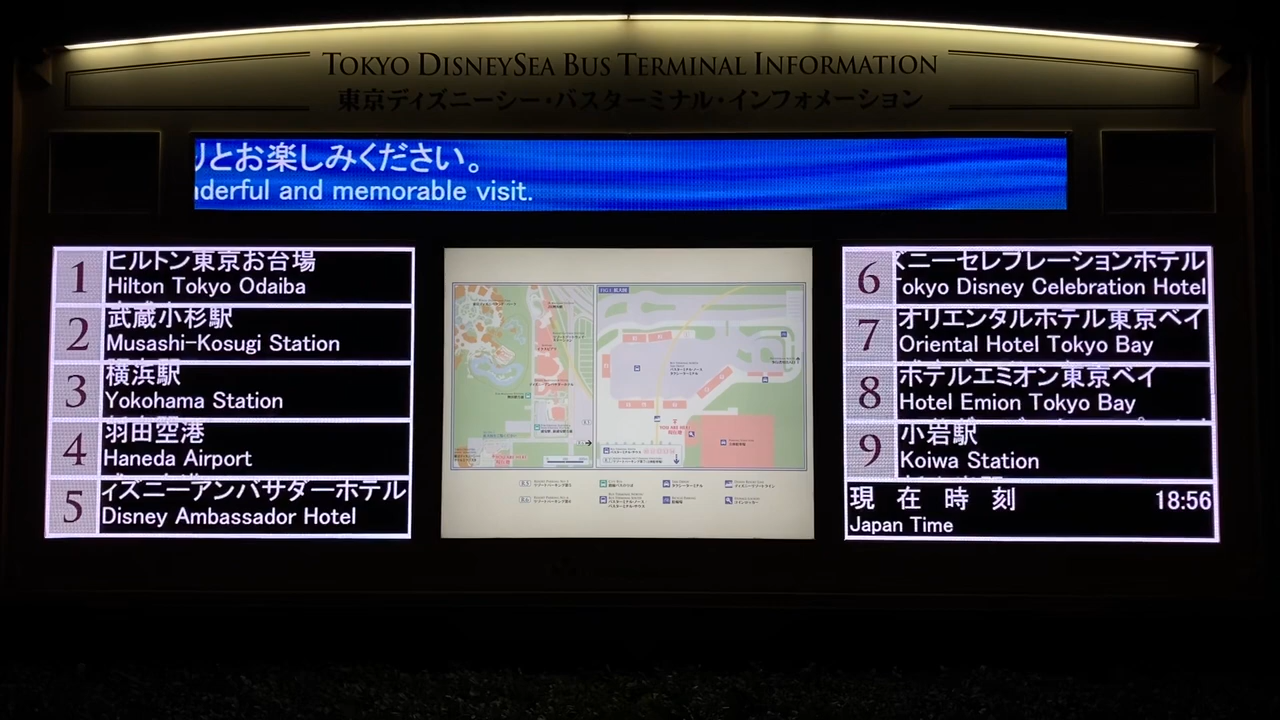 TOKYO DISNEYSEA BUS TERMINAL INFORMATION
東京ディズニーシー・バスターミナル・インフォメーション
とお楽しみください。
derful and memorable visit.
1
ヒルトン東京お台場
Hilton Tokyo Odaiba
2
武蔵小杉駅
Musashi-Kosugi Station
3
横浜駅
Yokohama Station
4
羽田空港
Haneda Airport
5
ィズニーアンバサダーホテル
Disney Ambassador Hotel
6
ズニーセレブレーションホテル
Tokyo Disney Celebration Hotel
7
オリエンタルホテル東京ベイ
Oriental Hotel Tokyo Bay
8
ホテルエミオン東京ベイ
Hotel Emion Tokyo Bay
9
小岩駅
Koiwa Station
現在時刻 18:56
Japan Time